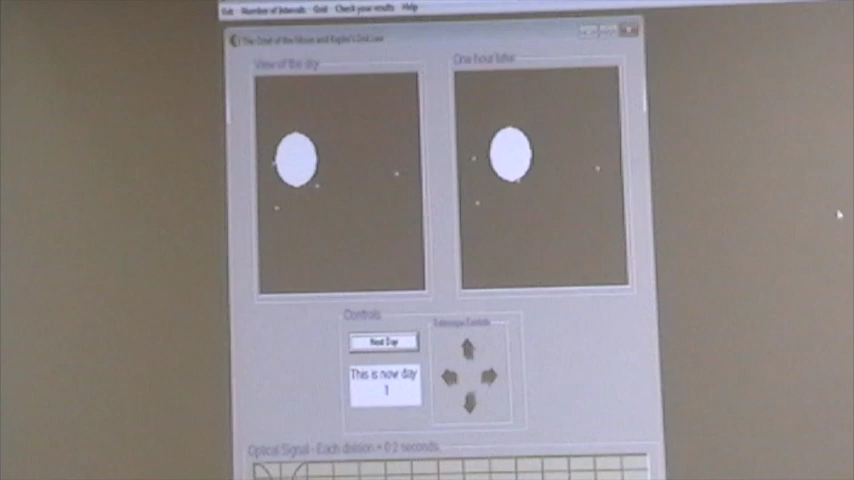 Exit Number of Intervals Grid Check your results Help
The Orbit of the Moon and Kepler's 3rd Law
View of the sky
One hour later
Controls
Telescope Controls
Next Day
This is now day
1
Optical Signal - Each division = 0.2 seconds